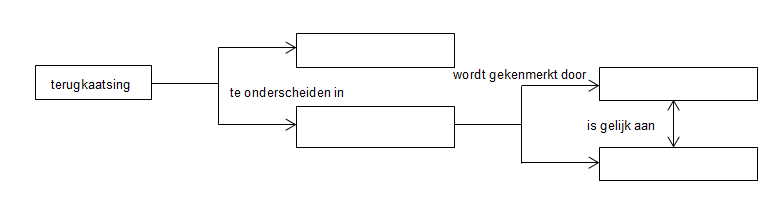 wordt gekenmerkt door
terugkaatsing
te onderscheiden in
is gelijk aan